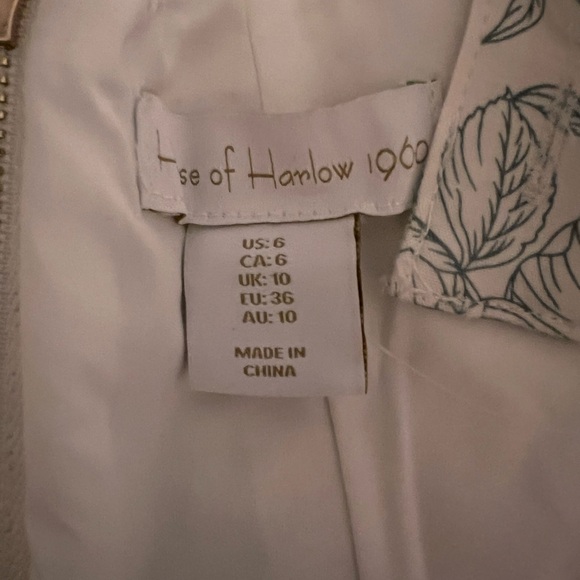 se of Harlow 1960
US: 6
CA: 6
UK: 10
EU: 36
AU: 10
MADE IN
CHINA